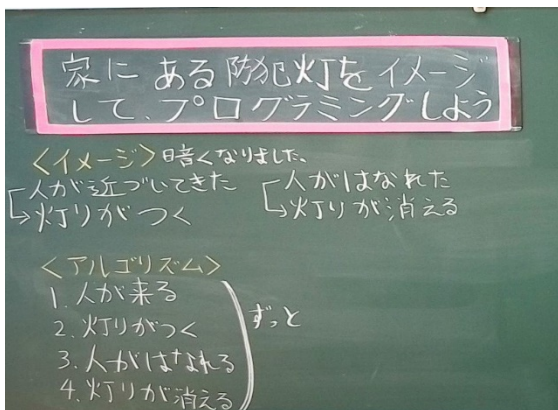 家に ある 防犯灯を イメージ
して、プログラミングしよう
<イメージ> 暗くなりました。
人が近づいてきた
→灯りがつく
人がはなれた
→灯りが消える
<アルゴリズム>
1. 人が来る
2. 灯りがつく
3. 人がはなれる
4. 灯りが消える
ずっと